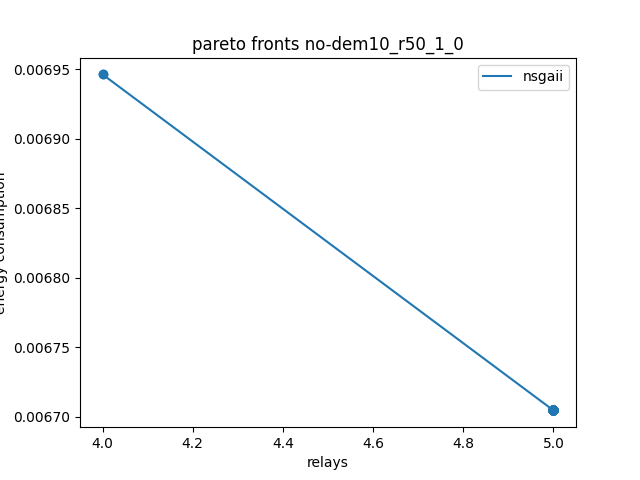 pareto fronts no-dem10_r50_1_0
nsgaii
0.00695
0.00690
0.00685
0.00680
0.00675
0.00670
energy consumption
4.0 4.2 4.4 4.6 4.8 5.0
relays